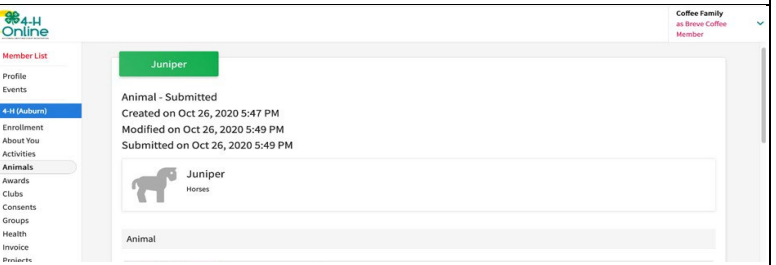 4-H
Online
Coffee Family
as Breve Coffee
Member
Member List
Profile
Events
4-H (Auburn)
Enrollment
About You
Activities
Animals
Awards
Clubs
Consents
Groups
Health
Invoice
Projects
Juniper
Animal - Submitted
Created on Oct 26, 2020 5:47 PM
Modified on Oct 26, 2020 5:49 PM
Submitted on Oct 26, 2020 5:49 PM
Juniper
Horses
Animal